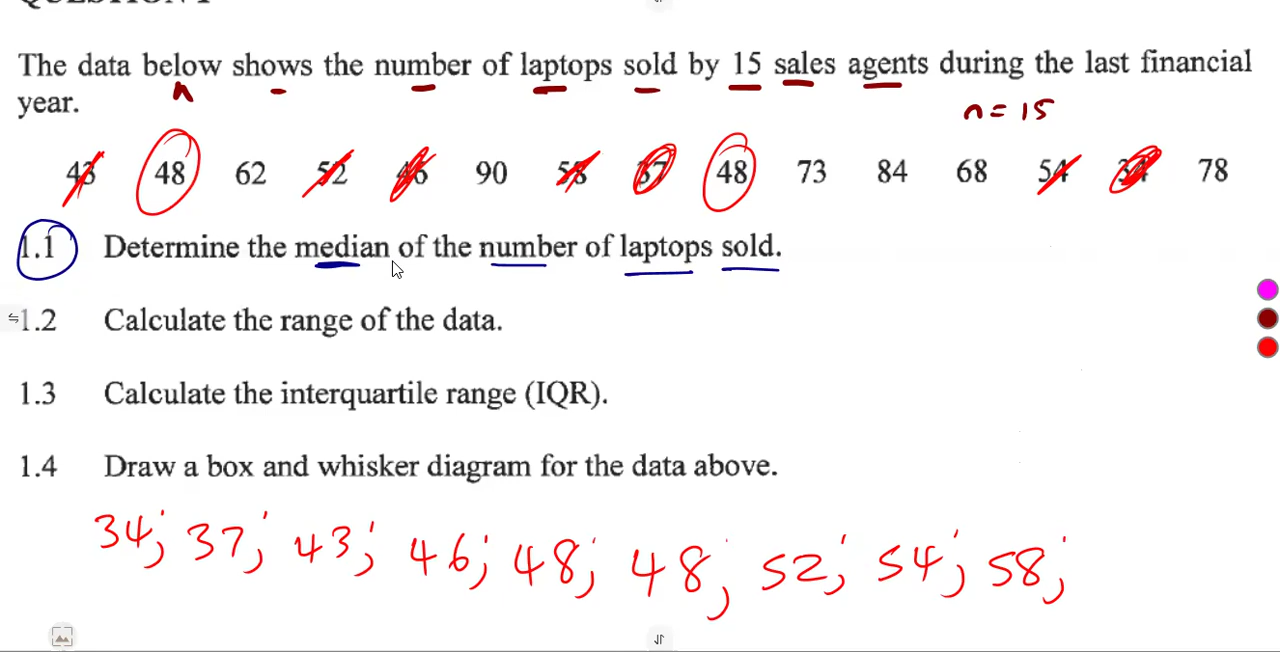 The data below shows the number of laptops sold by 15 sales agents during the last financial
year.
n = 15
43 48 62 52 46 90 58 37 48 73 84 68 54 34 78
1.1 Determine the median of the number of laptops sold.
1.2 Calculate the range of the data.
1.3 Calculate the interquartile range (IQR).
1.4 Draw a box and whisker diagram for the data above.
34; 37; 43; 46; 48; 48; 52; 54; 58;